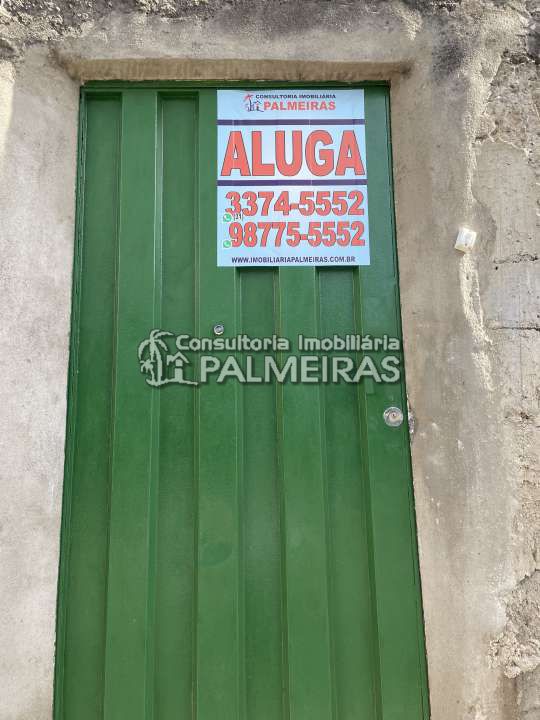 CONSULTORIA IMOBILIÁRIA
PALMEIRAS
ALUGA
3374-5552
98775-5552
WWW.IMOBILIARIAPALMEIRAS.COM.BR
Consultoria Imobiliária
PALMEIRAS